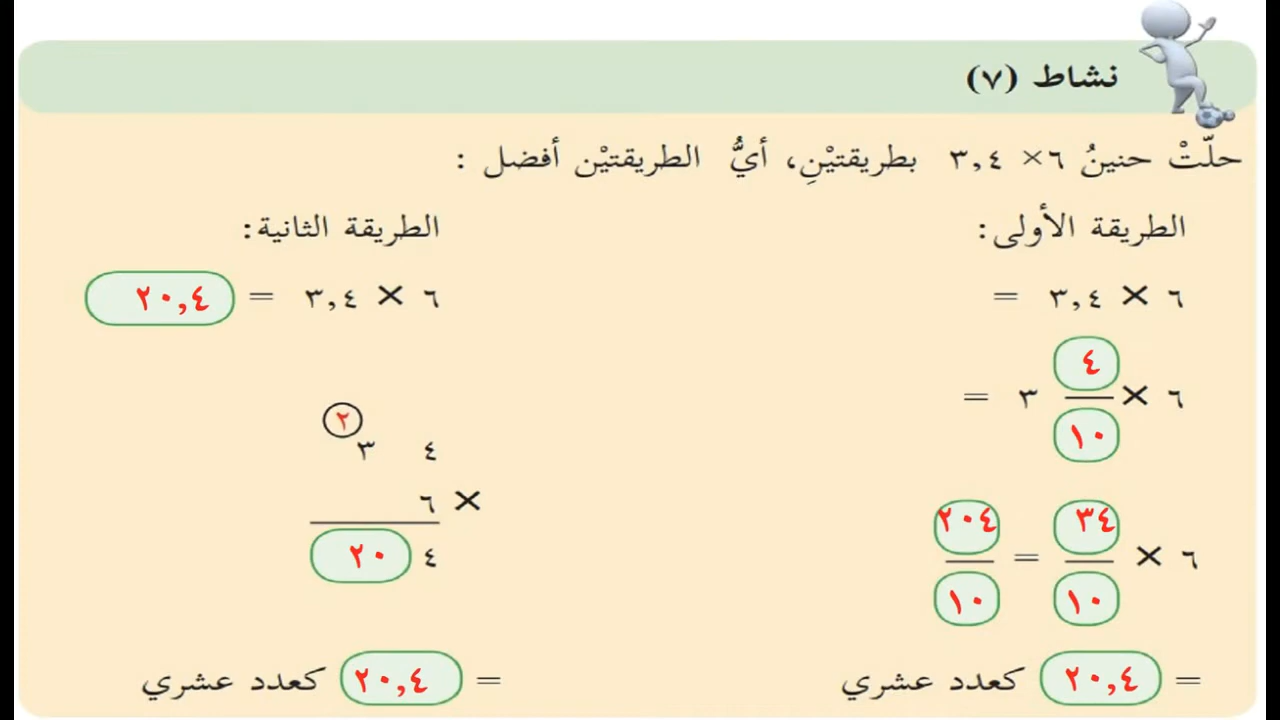 نشاط (٧)
حلّتْ حنينُ ٦ × ٣,٤ بطريقتيْنِ، أيُّ الطريقتيْن أفضل :
الطريقة الأولى:
٦ × ٣,٤ =
٦ × ٣ ٤/١٠ =
٦ × ٣٤/١٠ = ٢٠٤/١٠
= ٢٠,٤ كعدد عشري
الطريقة الثانية:
٦ × ٣,٤ = ٢٠,٤
٢
٣ ٤
× ٦
٢٠ ٤
= ٢٠,٤ كعدد عشري